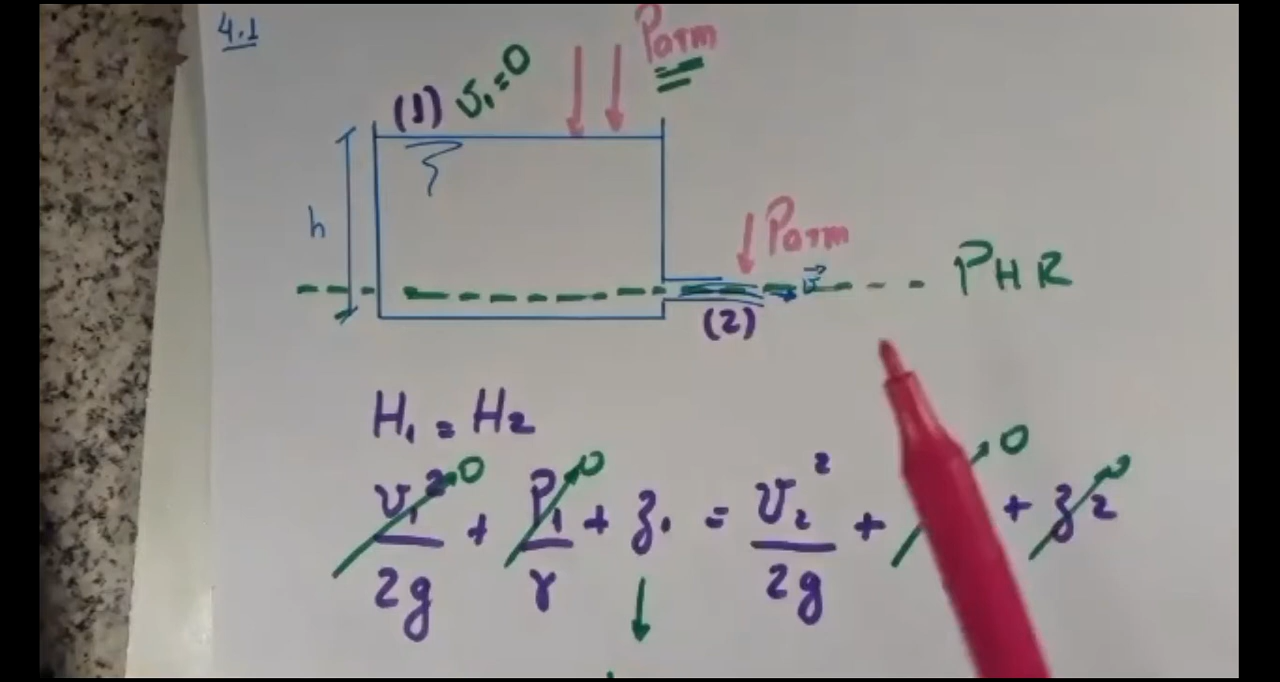 4.1
Patm
(1) v₁=0
h
Patm
v⃗
PHR
(2)
H₁ = H₂
v₁²/2g →0 + P₁/γ →0 + z₁ = v₂²/2g + →0 + z₂ →0